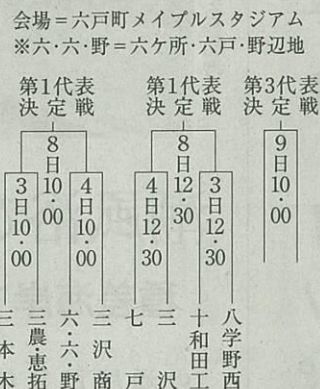 会場=六戸町メイプルスタジアム
※六・六・野=六ケ所・六戸・野辺地
第1代表決定戦
8日10・00
3日10・00
4日10・00
三本木
三農・恵拓
六・六・野
三沢商
第1代表決定戦
8日12・30
4日12・30
3日12・30
七戸
三沢
十和田工
八学野西
第3代表決定戦
9日10・00